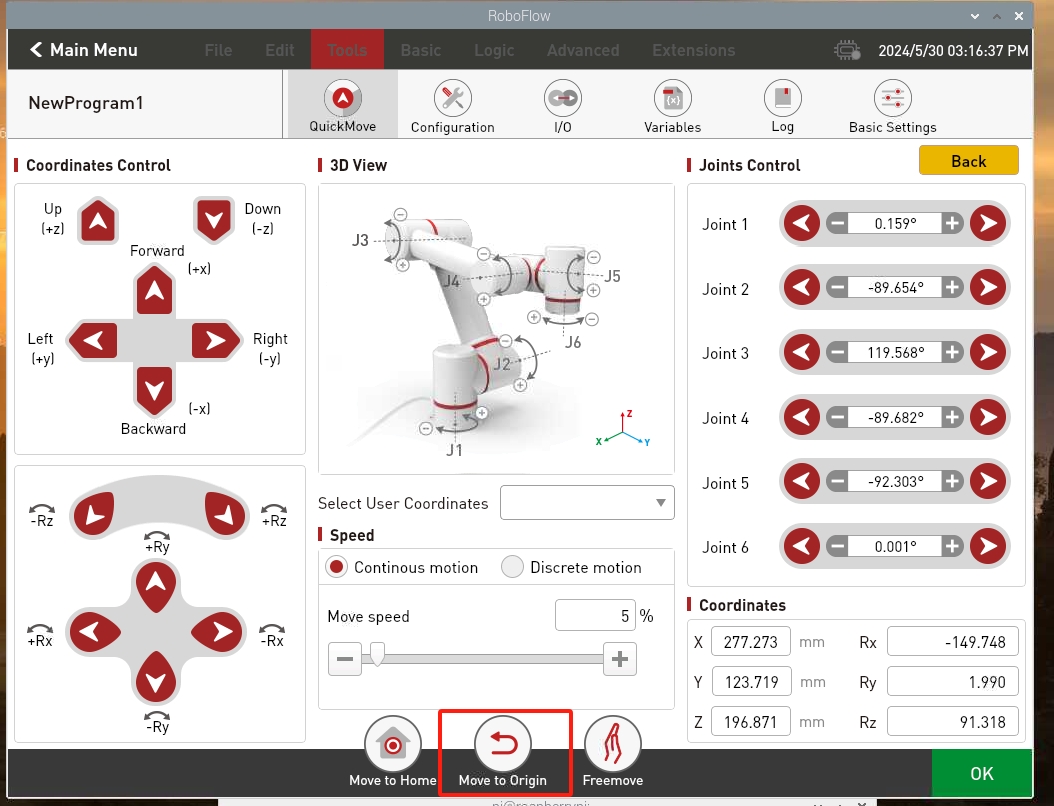 RoboFlow
Main Menu File Edit Tools Basic Logic Advanced Extensions 2024/5/30 03:16:37 PM
NewProgram1
QuickMove Configuration I/O Variables Log Basic Settings
Coordinates Control
Up
(+z)
Down
(-z)
Forward
(+x)
Left
(+y)
Right
(-y)
(-x)
Backward
-Rz
+Rz
+Ry
+Rx
-Rx
-Ry
3D View
J3
J4
J5
J6
J2
J1
Z
X
Y
Select User Coordinates
Speed
Continous motion Discrete motion
Move speed 5 %
Joints Control
Back
Joint 1 0.159°
Joint 2 -89.654°
Joint 3 119.568°
Joint 4 -89.682°
Joint 5 -92.303°
Joint 6 0.001°
Coordinates
X 277.273 mm Rx -149.748
Y 123.719 mm Ry 1.990
Z 196.871 mm Rz 91.318
Move to Home Move to Origin Freemove
OK